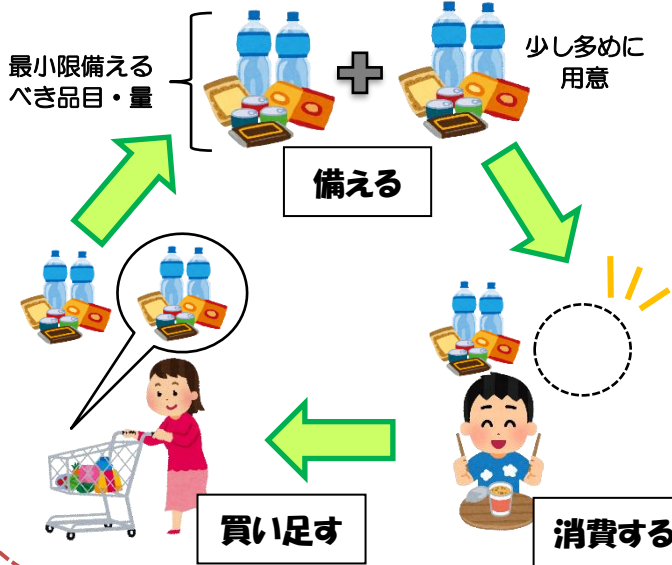 最小限備える
べき品目・量
少し多めに
用意
備える
買い足す
消費する